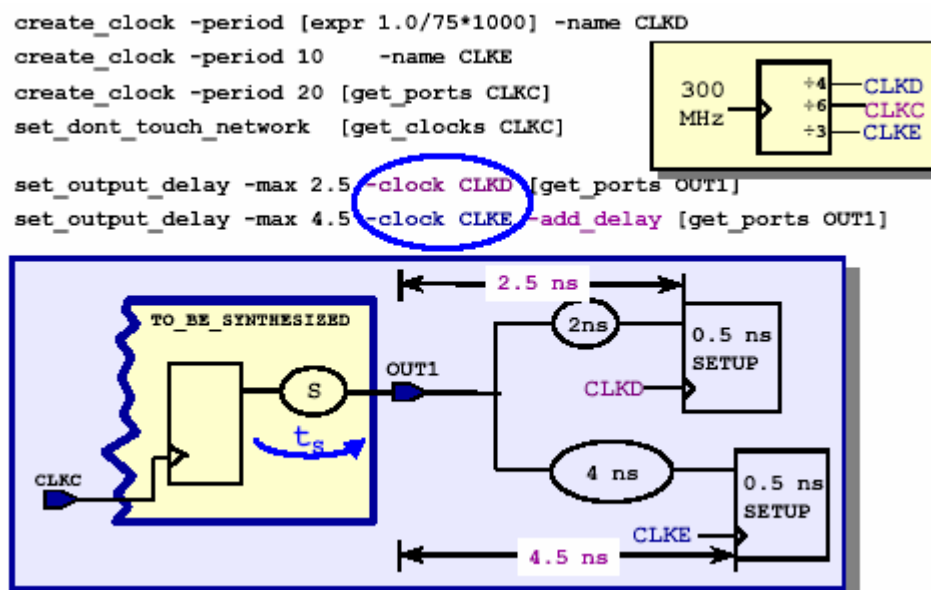 create_clock -period [expr 1.0/75*1000] -name CLKD
create_clock -period 10 -name CLKE
create_clock -period 20 [get_ports CLKC]
set_dont_touch_network [get_clocks CLKC]
300
MHz
÷4
CLKD
÷6
CLKC
÷3
CLKE
set_output_delay -max 2.5 -clock CLKD [get_ports OUT1]
set_output_delay -max 4.5 -clock CLKE -add_delay [get_ports OUT1]
2.5 ns
TO_BE_SYNTHESIZED
2ns
0.5 ns
SETUP
OUT1
S
CLKD
ts
4 ns
CLKC
0.5 ns
SETUP
CLKE
4.5 ns